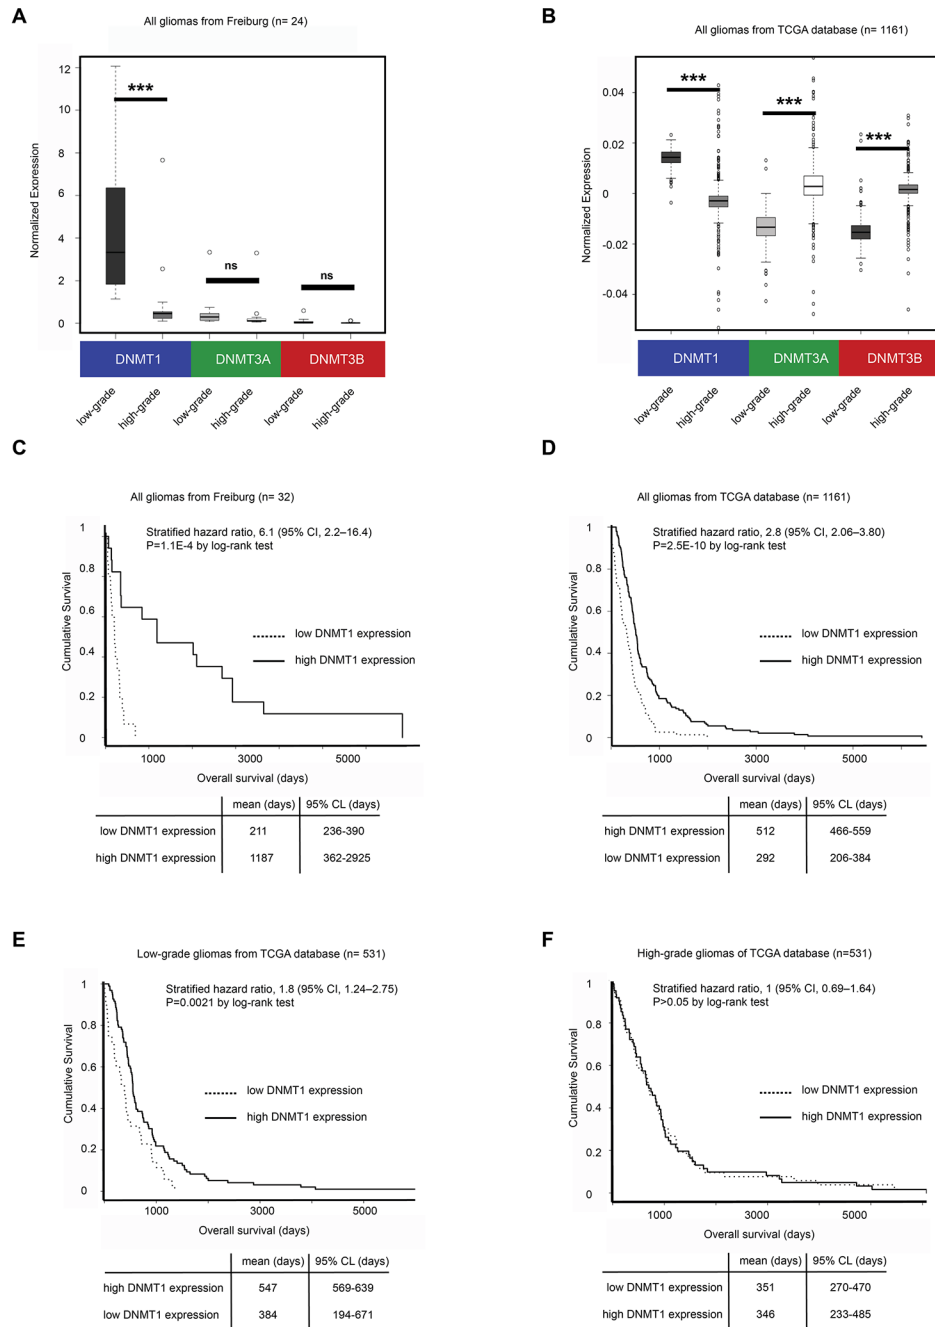 A
All gliomas from Freiburg (n= 24)
Normalized Expression
12
10
8
6
4
2
0
***
ns
ns
DNMT1
DNMT3A
DNMT3B
low-grade
high-grade
low-grade
high-grade
low-grade
high-grade
B
All gliomas from TCGA database (n= 1161)
Normalized Expression
0.04
0.02
0
-0.02
-0.04
***
***
***
DNMT1
DNMT3A
DNMT3B
low-grade
high-grade
low-grade
high-grade
low-grade
high-grade
C
All gliomas from Freiburg (n= 32)
Stratified hazard ratio, 6.1 (95% CI, 2.2–16.4)
P=1.1E-4 by log-rank test
Cumulative Survival
1
0.8
0.6
0.4
0.2
0
low DNMT1 expression
high DNMT1 expression
1000
3000
5000
Overall survival (days)
mean (days) 95% CL (days)
low DNMT1 expression 211 236-390
high DNMT1 expression 1187 362-2925
D
All gliomas from TCGA database (n= 1161)
Stratified hazard ratio, 2.8 (95% CI, 2.06–3.80)
P=2.5E-10 by log-rank test
Cumulative Survival
1
0.8
0.6
0.4
0.2
0
low DNMT1 expression
high DNMT1 expression
1000
3000
5000
Overall survival (days)
mean (days) 95% CL (days)
high DNMT1 expression 512 466-559
low DNMT1 expression 292 206-384
E
Low-grade gliomas from TCGA database (n= 531)
Stratified hazard ratio, 1.8 (95% CI, 1.24–2.75)
P=0.0021 by log-rank test
Cumulative Survival
1
0.8
0.6
0.4
0.2
0
low DNMT1 expression
high DNMT1 expression
1000
3000
5000
Overall survival (days)
mean (days) 95% CL (days)
high DNMT1 expression 547 569-639
low DNMT1 expression 384 194-671
F
High-grade gliomas of TCGA database (n=531)
Stratified hazard ratio, 1 (95% CI, 0.69–1.64)
P>0.05 by log-rank test
Cumulative Survival
1
0.8
0.6
0.4
0.2
0
low DNMT1 expression
high DNMT1 expression
1000
3000
5000
Overall survival (days)
mean (days) 95% CL (days)
low DNMT1 expression 351 270-470
high DNMT1 expression 346 233-485